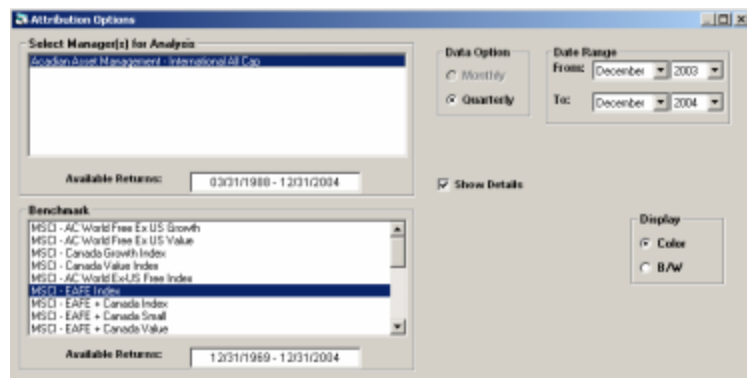 Attribution Options
Select Manager(s) for Analysis
Acadian Asset Management - International All Cap
Available Returns: 03/31/1988 - 12/31/2004
Data Option
Monthly
Quarterly
Date Range
From: December 2003
To: December 2004
Show Details
Benchmark
MSCI - AC World Free Ex US Growth
MSCI - AC World Free Ex US Value
MSCI - Canada Growth Index
MSCI - Canada Value Index
MSCI - AC World Ex-US Free Index
MSCI - EAFE Index
MSCI - EAFE + Canada Index
MSCI - EAFE + Canada Small
MSCI - EAFE + Canada Value
Available Returns: 12/31/1969 - 12/31/2004
Display
Color
B/W